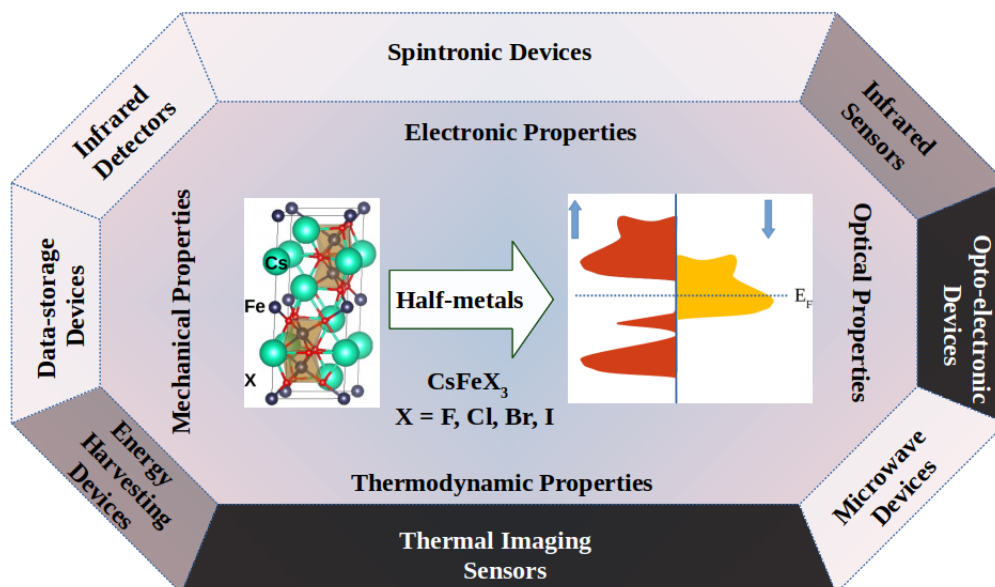 Spintronic Devices
Infrared
Detectors
Infrared
Sensors
Electronic Properties
Data-storage
Devices
Mechanical Properties
Cs
Fe
X
Half-metals
CsFeX₃
X = F, Cl, Br, I
E_F
Optical Properties
Opto-electronic
Devices
Energy
Harvesting
Devices
Thermodynamic Properties
Microwave
Devices
Thermal Imaging
Sensors